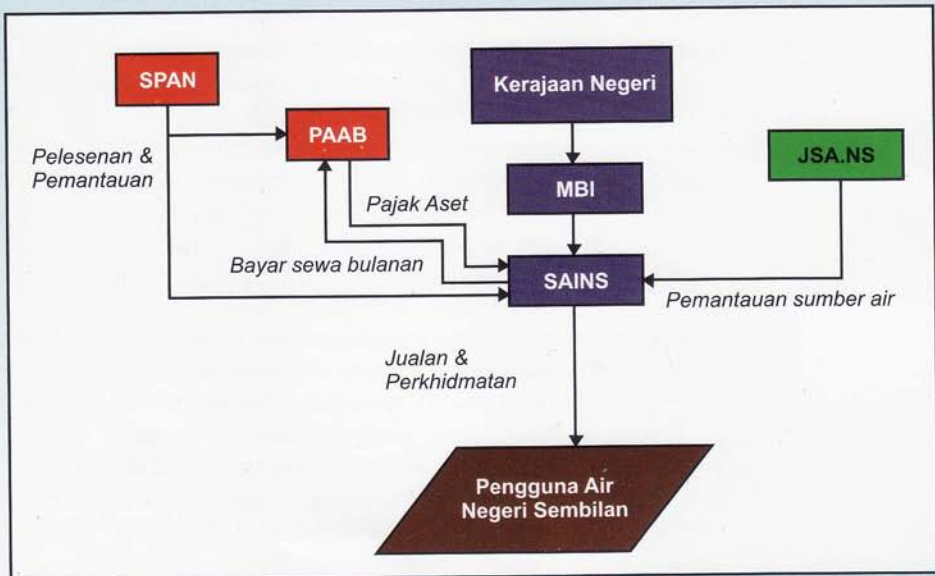 SPAN
Kerajaan Negeri
PAAB
JSA.NS
Pelesenan &
Pemantauan
MBI
Pajak Aset
Bayar sewa bulanan
SAINS
Pemantauan sumber air
Jualan &
Perkhidmatan
Pengguna Air
Negeri Sembilan